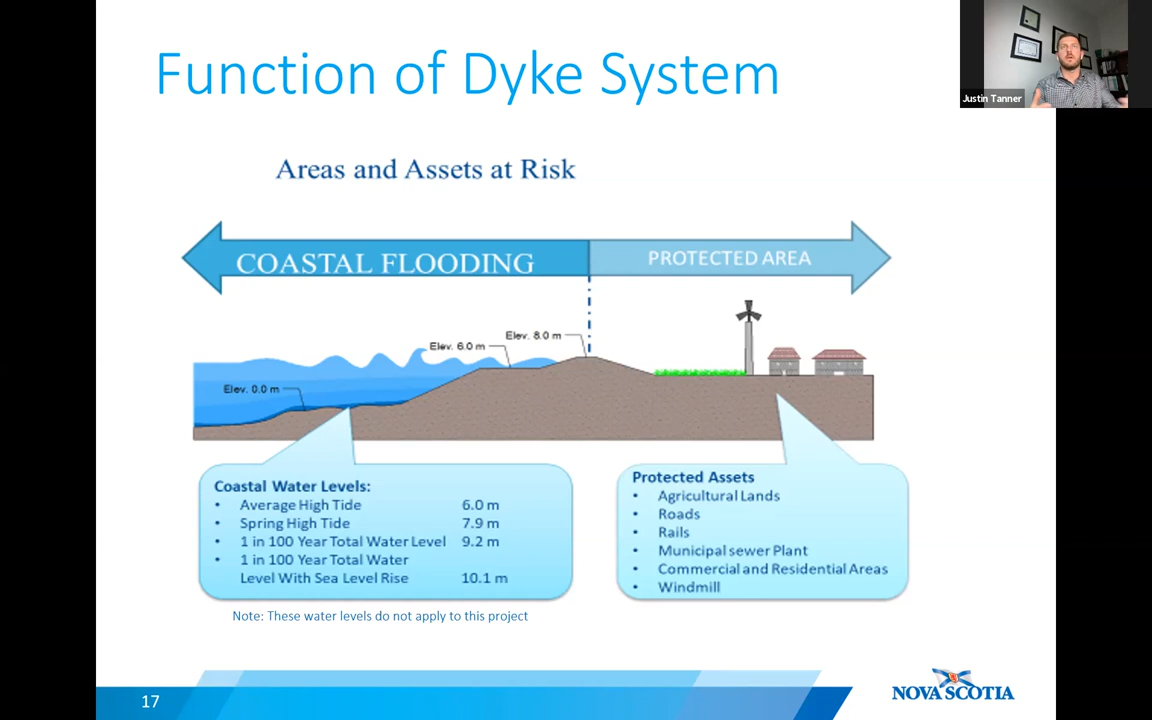 Function of Dyke System
Justin Tanner
Areas and Assets at Risk
COASTAL FLOODING
PROTECTED AREA
Elev. 8.0 m
Elev. 6.0 m
Elev. 0.0 m
Coastal Water Levels:
• Average High Tide 6.0 m
• Spring High Tide 7.9 m
• 1 in 100 Year Total Water Level 9.2 m
• 1 in 100 Year Total Water
Level With Sea Level Rise 10.1 m
Protected Assets
• Agricultural Lands
• Roads
• Rails
• Municipal sewer Plant
• Commercial and Residential Areas
• Windmill
Note: These water levels do not apply to this project
17
NOVA SCOTIA